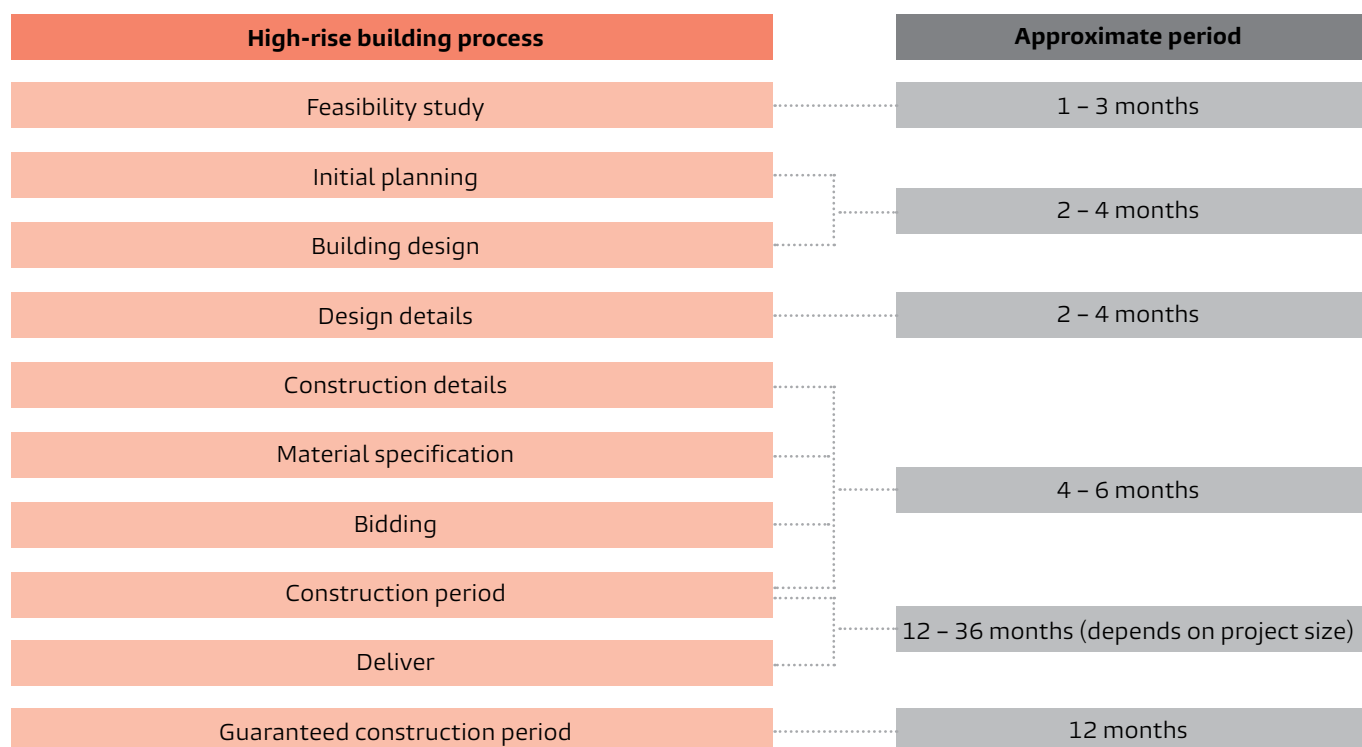 High-rise building process
Approximate period
Feasibility study
1 – 3 months
Initial planning
2 – 4 months
Building design
Design details
2 – 4 months
Construction details
Material specification
4 – 6 months
Bidding
Construction period
12 – 36 months (depends on project size)
Deliver
Guaranteed construction period
12 months